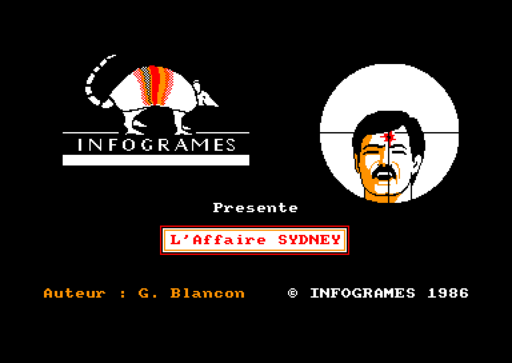 INFOGRAMES
Presente
L'Affaire SYDNEY
Auteur : G. Blancon © INFOGRAMES 1986